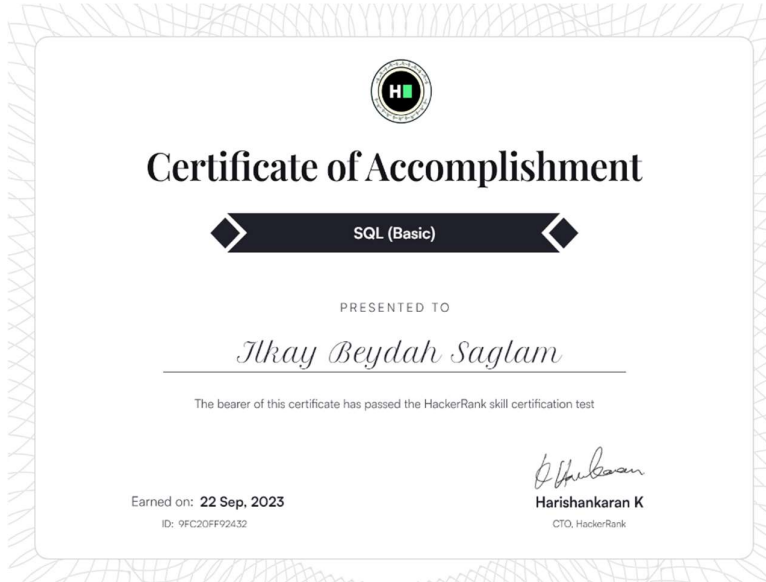 H
Certificate of Accomplishment
SQL (Basic)
PRESENTED TO
Ilkay Beydah Saglam
The bearer of this certificate has passed the HackerRank skill certification test
Earned on: 22 Sep, 2023
ID: 9FC20FF92432
Harishankaran K
CTO, HackerRank